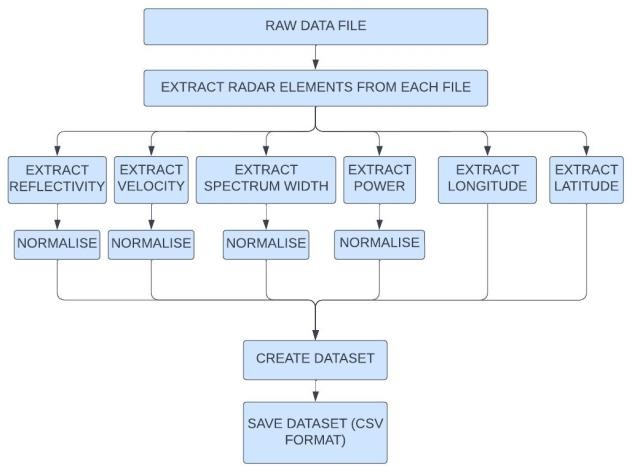 RAW DATA FILE
EXTRACT RADAR ELEMENTS FROM EACH FILE
EXTRACT
REFLECTIVITY
EXTRACT
VELOCITY
EXTRACT
SPECTRUM WIDTH
EXTRACT
POWER
EXTRACT
LONGITUDE
EXTRACT
LATITUDE
NORMALISE
NORMALISE
NORMALISE
NORMALISE
CREATE DATASET
SAVE DATASET (CSV
FORMAT)